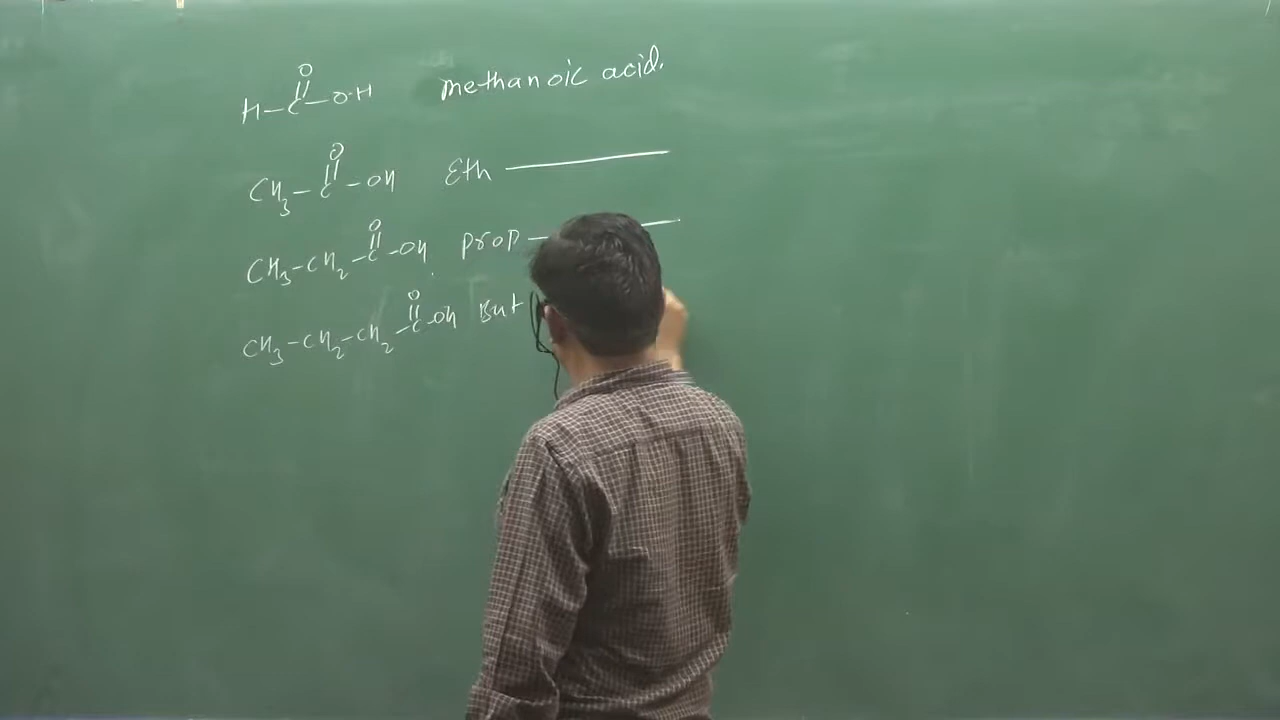 O
H-C-O-H methanoic acid.
O
CH3-C-OH Eth
O
CH3-CH2-C-OH prop
O
CH3-CH2-CH2-C-OH But